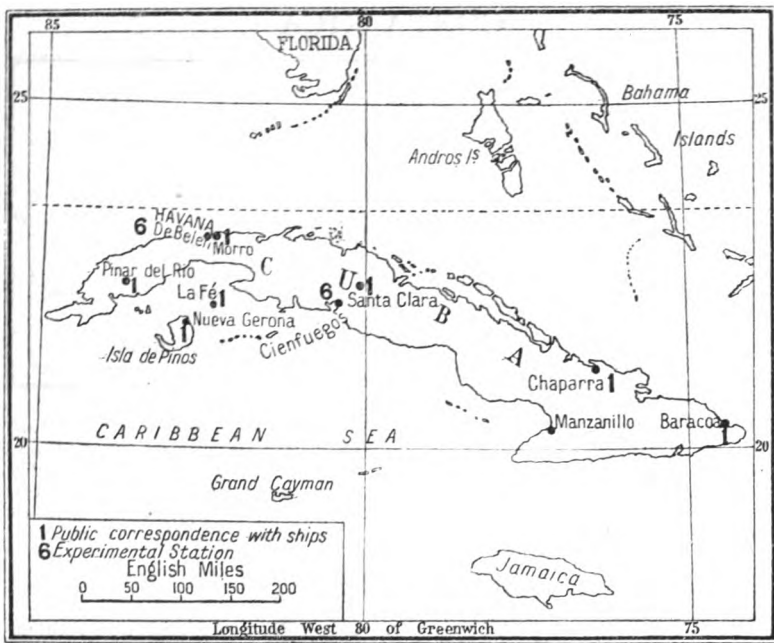 85
80
75
FLORIDA
25
25
Bahama
Islands
Andros Is
6
HAVANA
De Belen
Morro
1
Pinar del Río
1
C
U
B
A
La Fé
1
6
1
Santa Clara
Nueva Gerona
1
Isla de Pinos
Cienfuegos
Chaparra
1
Manzanillo
Baracoa
1
CARIBBEAN SEA
20
20
Grand Cayman
Jamaica
1 Public correspondence with ships
6 Experimental Station
English Miles
0 50 100 150 200
Longitude West 80 of Greenwich
75